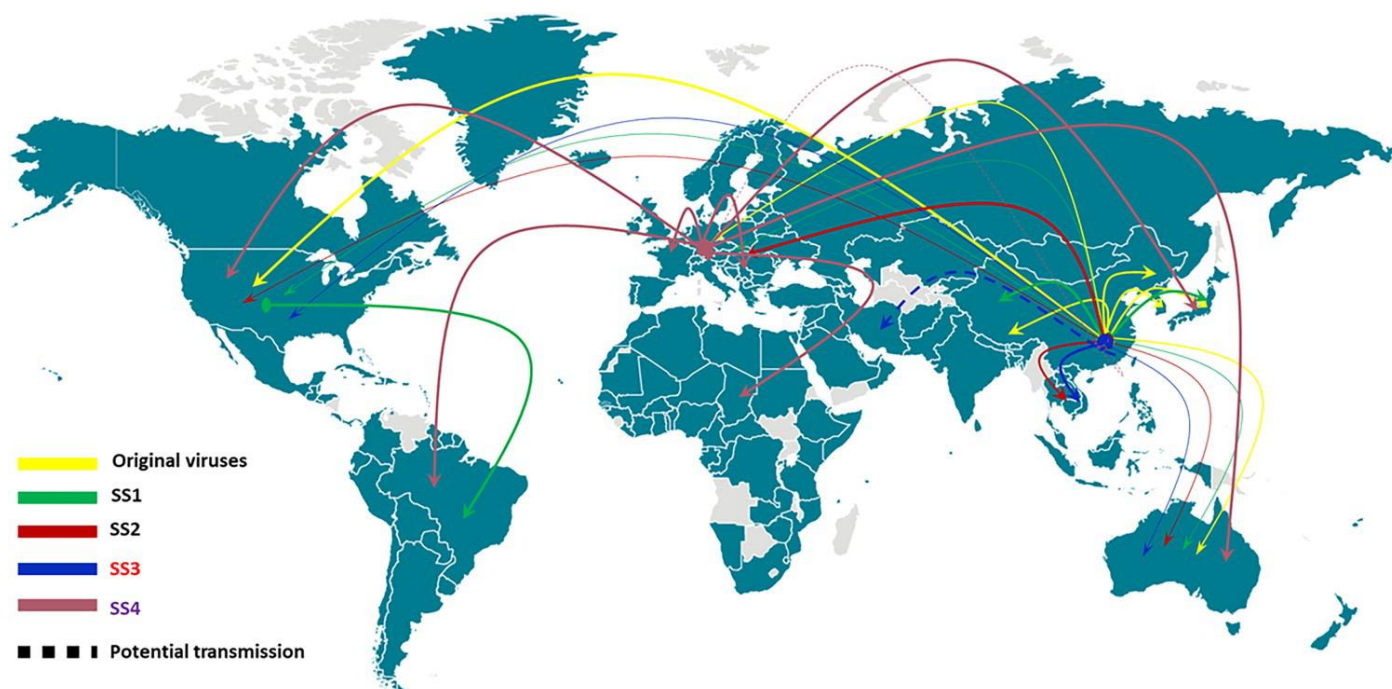 Original viruses
SS1
SS2
SS3
SS4
Potential transmission